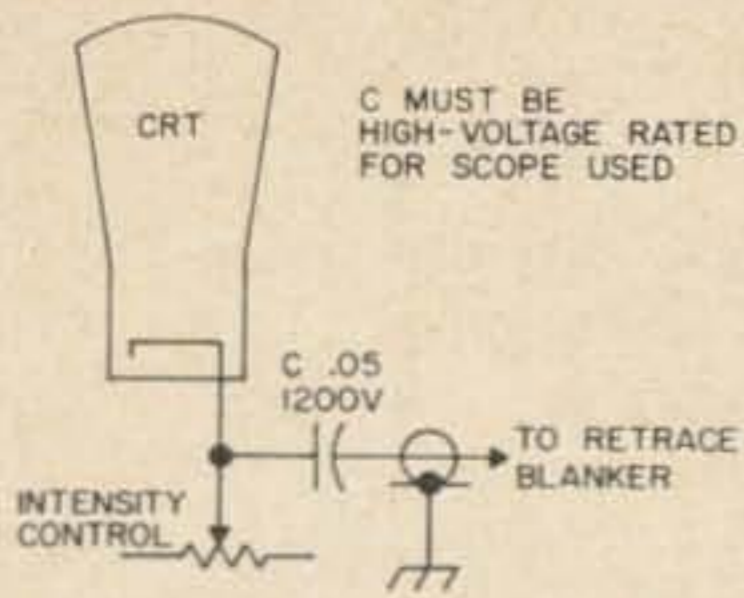 CRT
C MUST BE
HIGH-VOLTAGE RATED
FOR SCOPE USED
C .05
1200V
TO RETRACE
BLANKER
INTENSITY
CONTROL